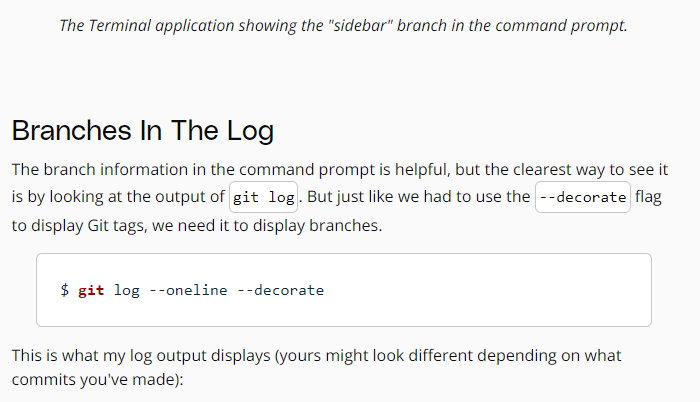 The Terminal application showing the "sidebar" branch in the command prompt.
Branches In The Log
The branch information in the command prompt is helpful, but the clearest way to see it
is by looking at the output of git log. But just like we had to use the --decorate flag
to display Git tags, we need it to display branches.
$ git log --oneline --decorate
This is what my log output displays (yours might look different depending on what
commits you've made):